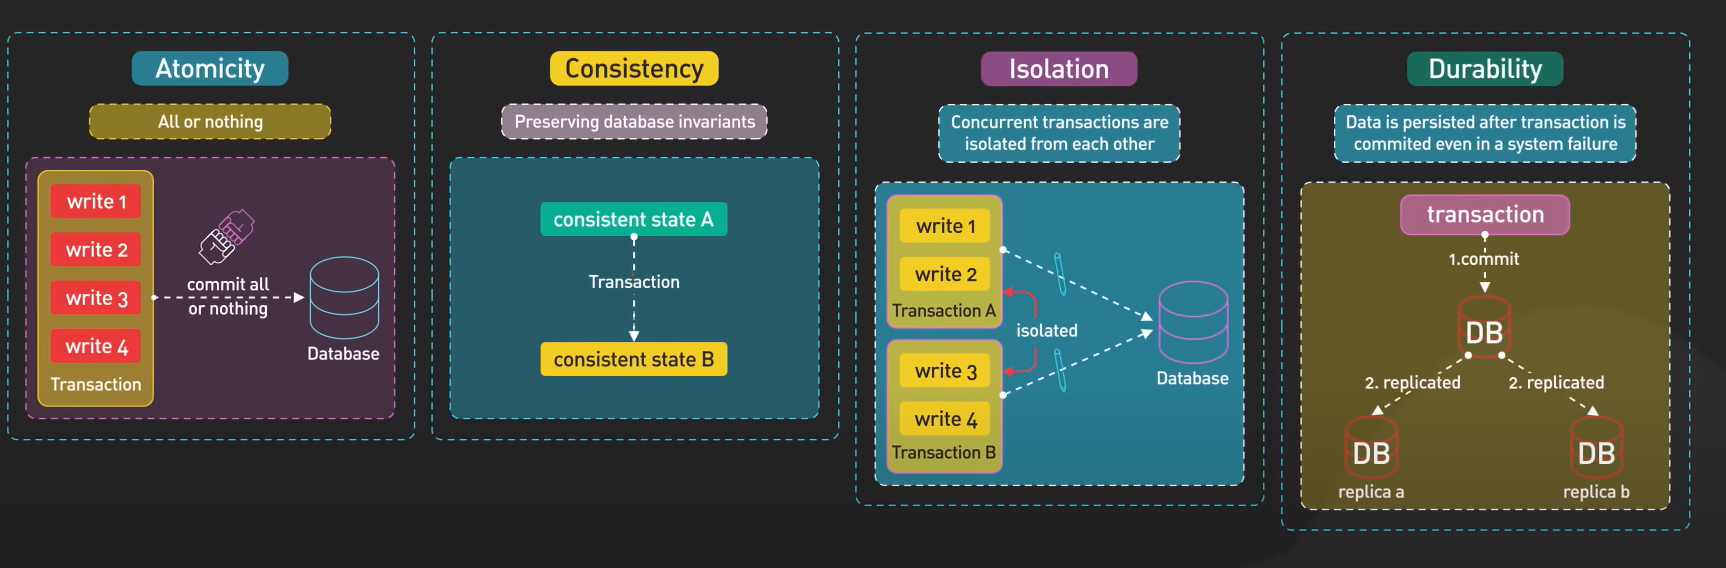 Atomicity
All or nothing
write 1
write 2
write 3
write 4
Transaction
commit all
or nothing
Database
Consistency
Preserving database invariants
consistent state A
Transaction
consistent state B
Isolation
Concurrent transactions are
isolated from each other
write 1
write 2
Transaction A
isolated
write 3
write 4
Transaction B
Database
Durability
Data is persisted after transaction is
commited even in a system failure
transaction
1.commit
DB
2. replicated
2. replicated
DB
DB
replica a
replica b